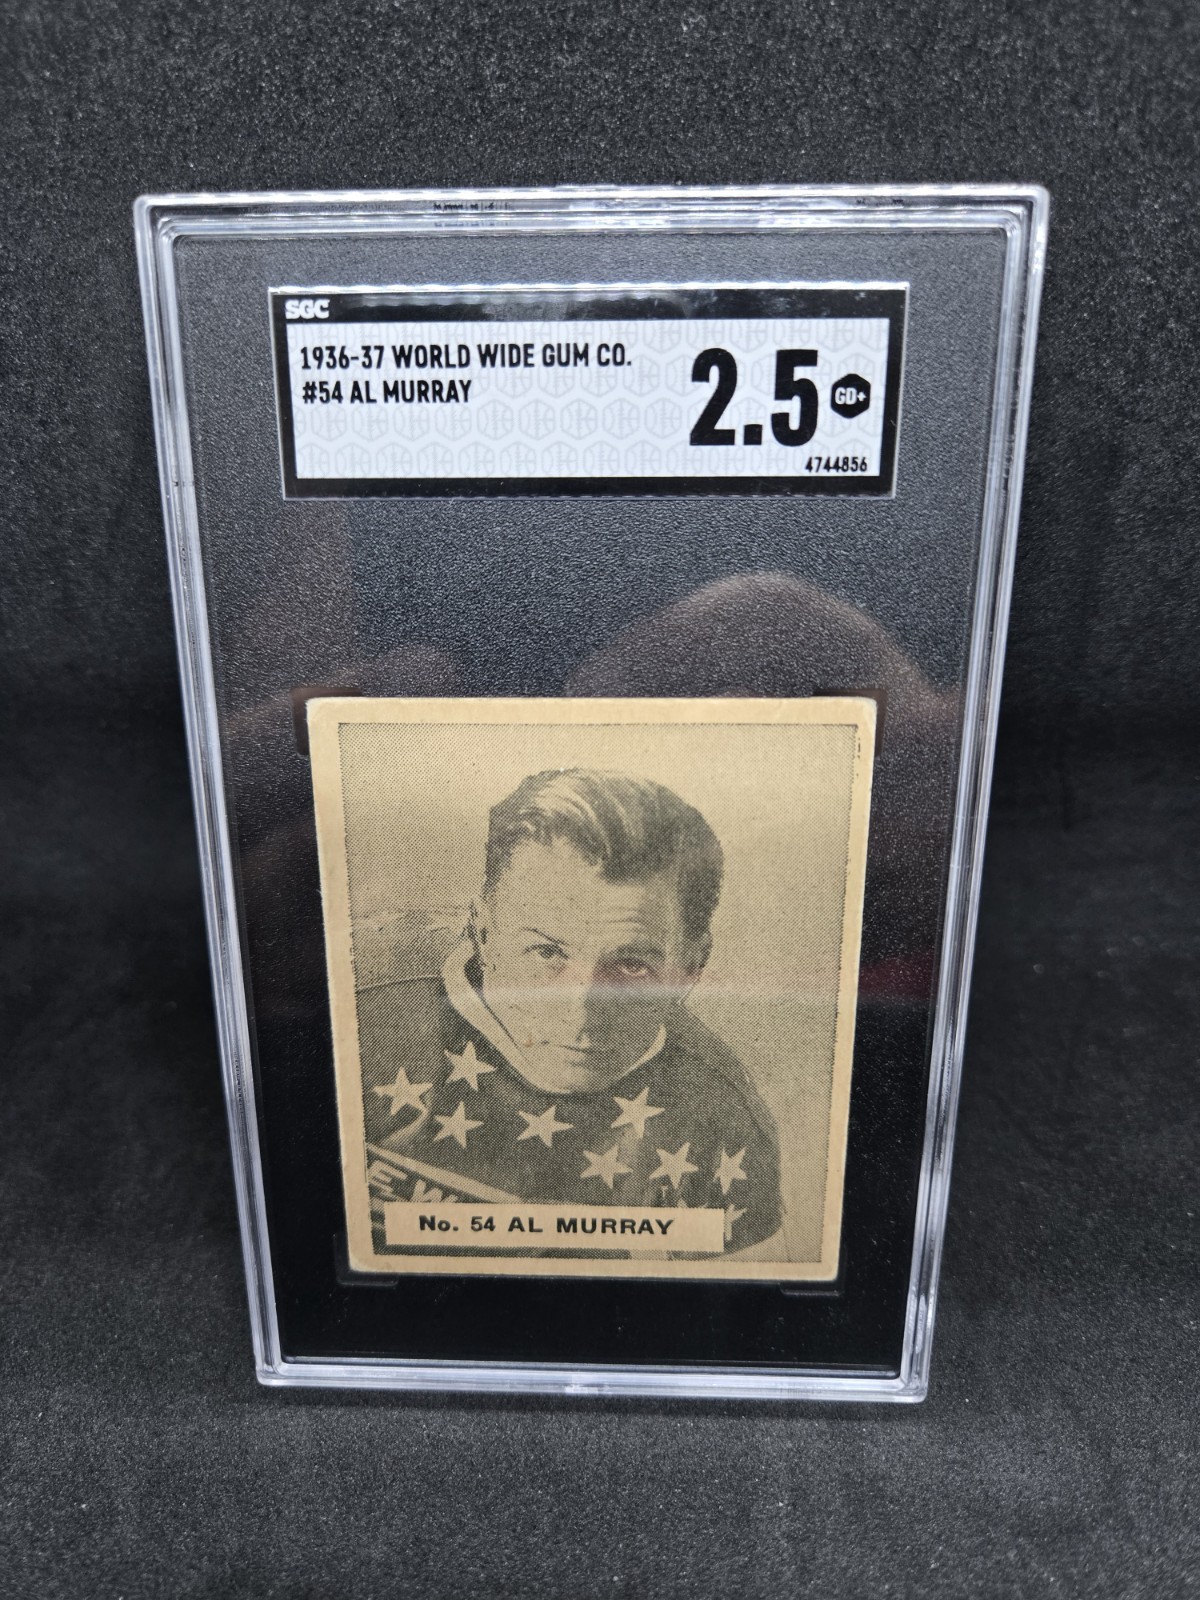 SGC
1936-37 WORLD WIDE GUM CO.
#54 AL MURRAY
2.5 GD+
4744856
No. 54 AL MURRAY